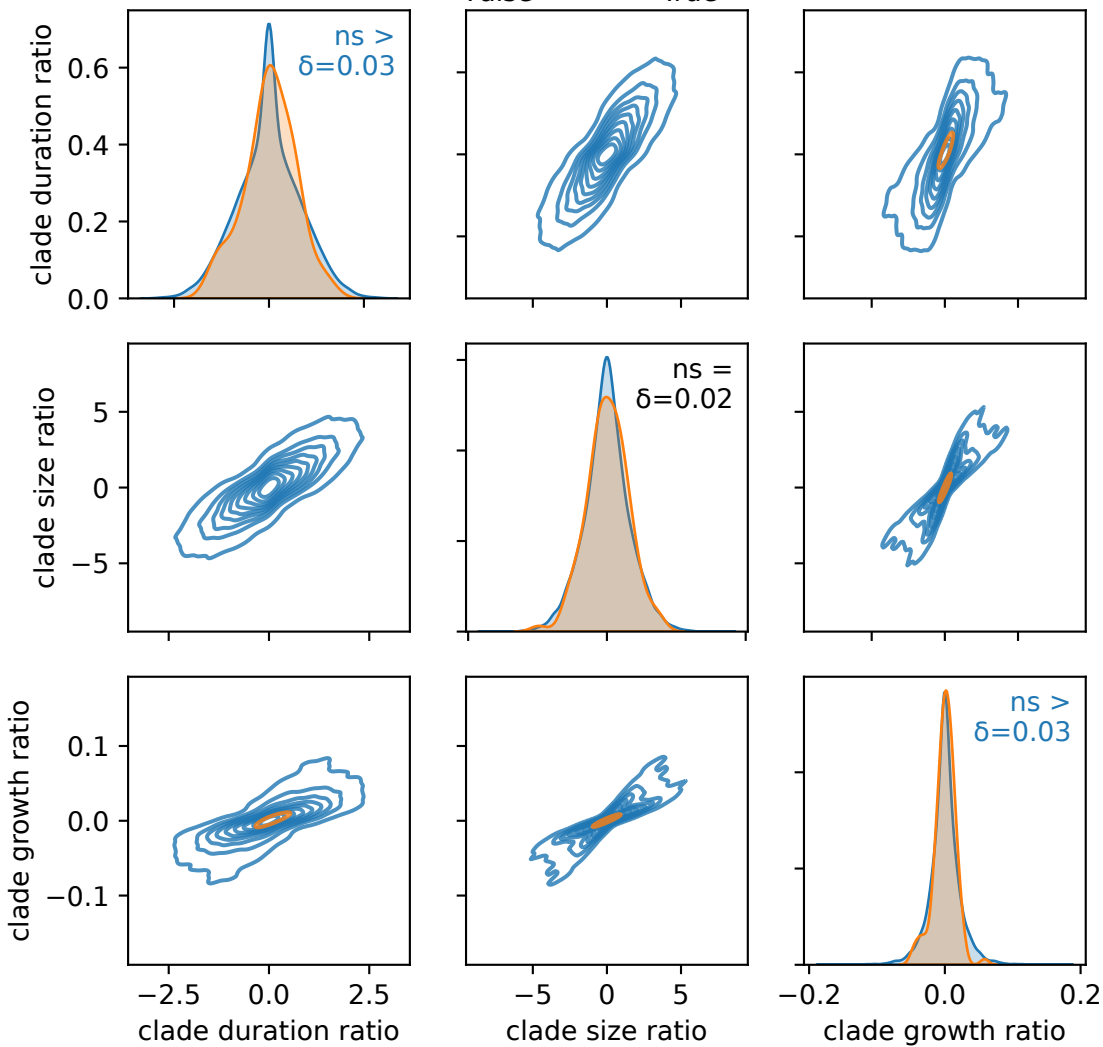 clade duration ratio
0.6
0.4
0.2
0.0
ns >
δ=0.03
clade size ratio
5
0
−5
ns =
δ=0.02
clade growth ratio
0.1
0.0
−0.1
ns >
δ=0.03
−2.5 0.0 2.5
−5 0 5
−0.2 0.0 0.2
clade duration ratio
clade size ratio
clade growth ratio